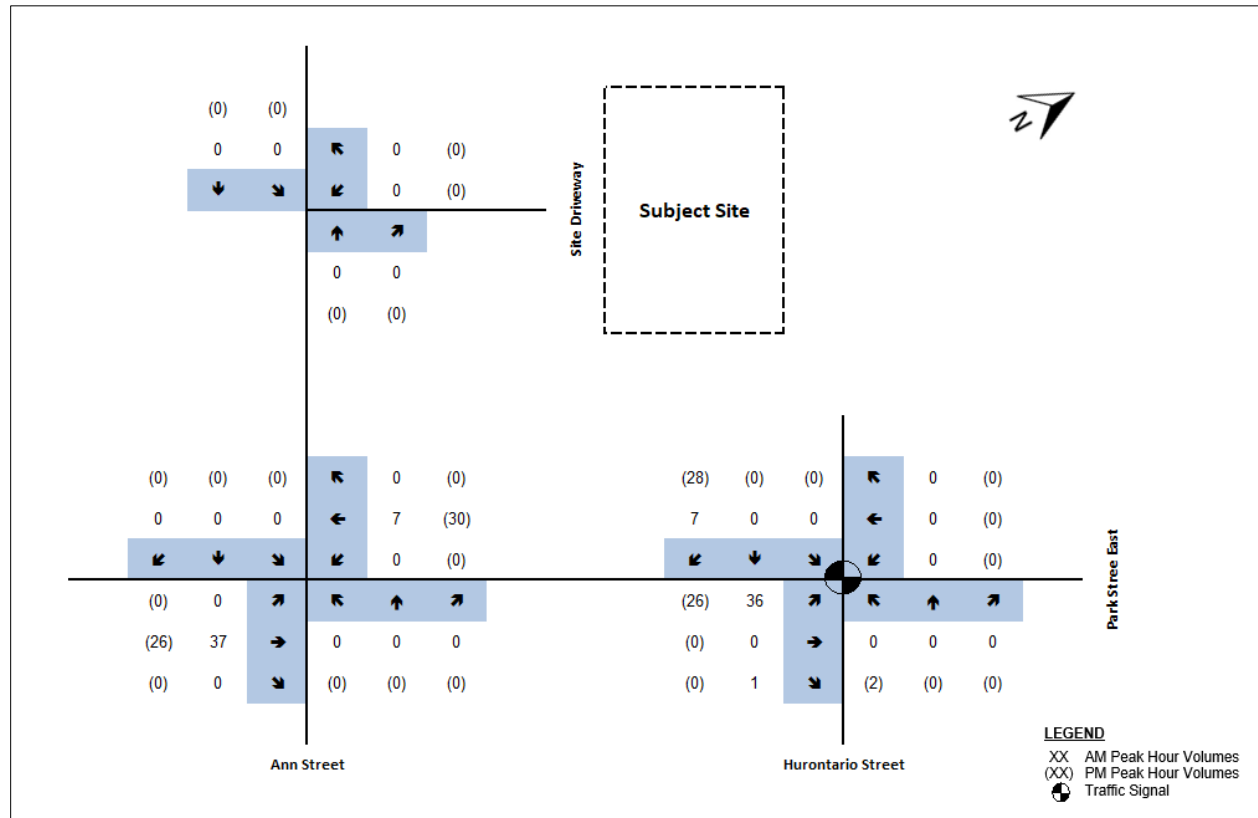 (0) (0)
0 0 0 (0)
0 (0)
0 0
(0) (0)
Site Driveway
Subject Site
N
(0) (0) (0) 0 (0)
0 0 0 7 (30)
0 (0)
(0) 0
(26) 37 0 0 0
(0) 0 (0) (0) (0)
Ann Street
(28) (0) (0) 0 (0)
7 0 0 0 (0)
0 (0)
(26) 36
(0) 0 0 0 0
(0) 1 (2) (0) (0)
Hurontario Street
Park Stree East
LEGEND
XX AM Peak Hour Volumes
(XX) PM Peak Hour Volumes
Traffic Signal